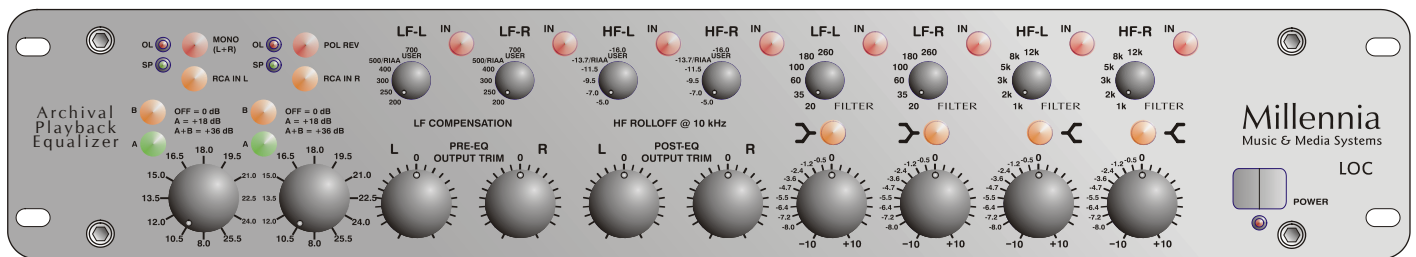 Archival
Playback
Equalizer
OL
SP
MONO
(L+R)
RCA IN L
OL
SP
POL REV
RCA IN R
B
A
OFF = 0 dB
A = +18 dB
A+B = +36 dB
B
A
OFF = 0 dB
A = +18 dB
A+B = +36 dB
8.0
10.5
12.0
13.5
15.0
16.5
18.0
19.5
21.0
22.5
24.0
25.5
8.0
10.5
12.0
13.5
15.0
16.5
18.0
19.5
21.0
22.5
24.0
25.5
LF-L
IN
700
USER
500/RIAA
400
300
250
200
LF-R
IN
700
USER
500/RIAA
400
300
250
200
LF COMPENSATION
HF-L
IN
-16.0
USER
-13.7/RIAA
-11.5
-9.5
-7.0
-5.0
HF-R
IN
-16.0
USER
-13.7/RIAA
-11.5
-9.5
-7.0
-5.0
HF ROLLOFF @ 10 kHz
L
PRE-EQ
OUTPUT TRIM
R
0
0
L
POST-EQ
OUTPUT TRIM
R
0
0
LF-L
IN
260
180
100
60
35
20
FILTER
LF-R
IN
260
180
100
60
35
20
FILTER
HF-L
IN
12k
8k
5k
3k
2k
1k
FILTER
HF-R
IN
12k
8k
5k
3k
2k
1k
FILTER
0
-0.5
-1.2
-2.4
-3.6
-4.7
-5.5
-6.4
-7.2
-8.0
-10
+10
0
-0.5
-1.2
-2.4
-3.6
-4.7
-5.5
-6.4
-7.2
-8.0
-10
+10
0
-0.5
-1.2
-2.4
-3.6
-4.7
-5.5
-6.4
-7.2
-8.0
-10
+10
0
-0.5
-1.2
-2.4
-3.6
-4.7
-5.5
-6.4
-7.2
-8.0
-10
+10
Millennia
Music & Media Systems
LOC
POWER